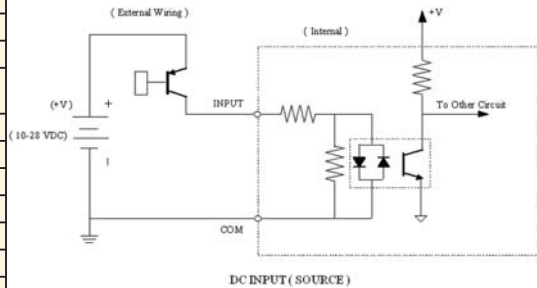 ( External Wiring )
+V
( Internal )
(+V)
+
INPUT
To Other Circuit
( 10-28 VDC)
COM
DC INPUT ( SOURCE )